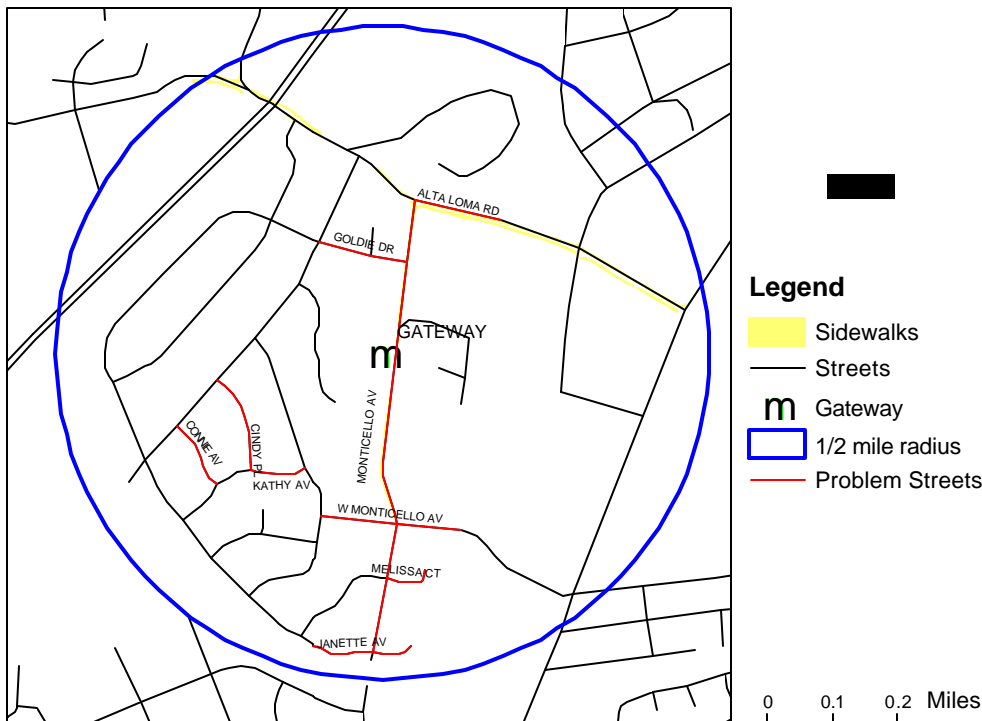 ALTA LOMA RD
GOLDIE DR
GATEWAY
m
MONTICELLO AV
CONNIE AV
CINDY PL
KATHY AV
W MONTICELLO AV
MELISSA CT
JANETTE AV
Legend
Sidewalks
Streets
m Gateway
1/2 mile radius
Problem Streets
0 0.1 0.2 Miles